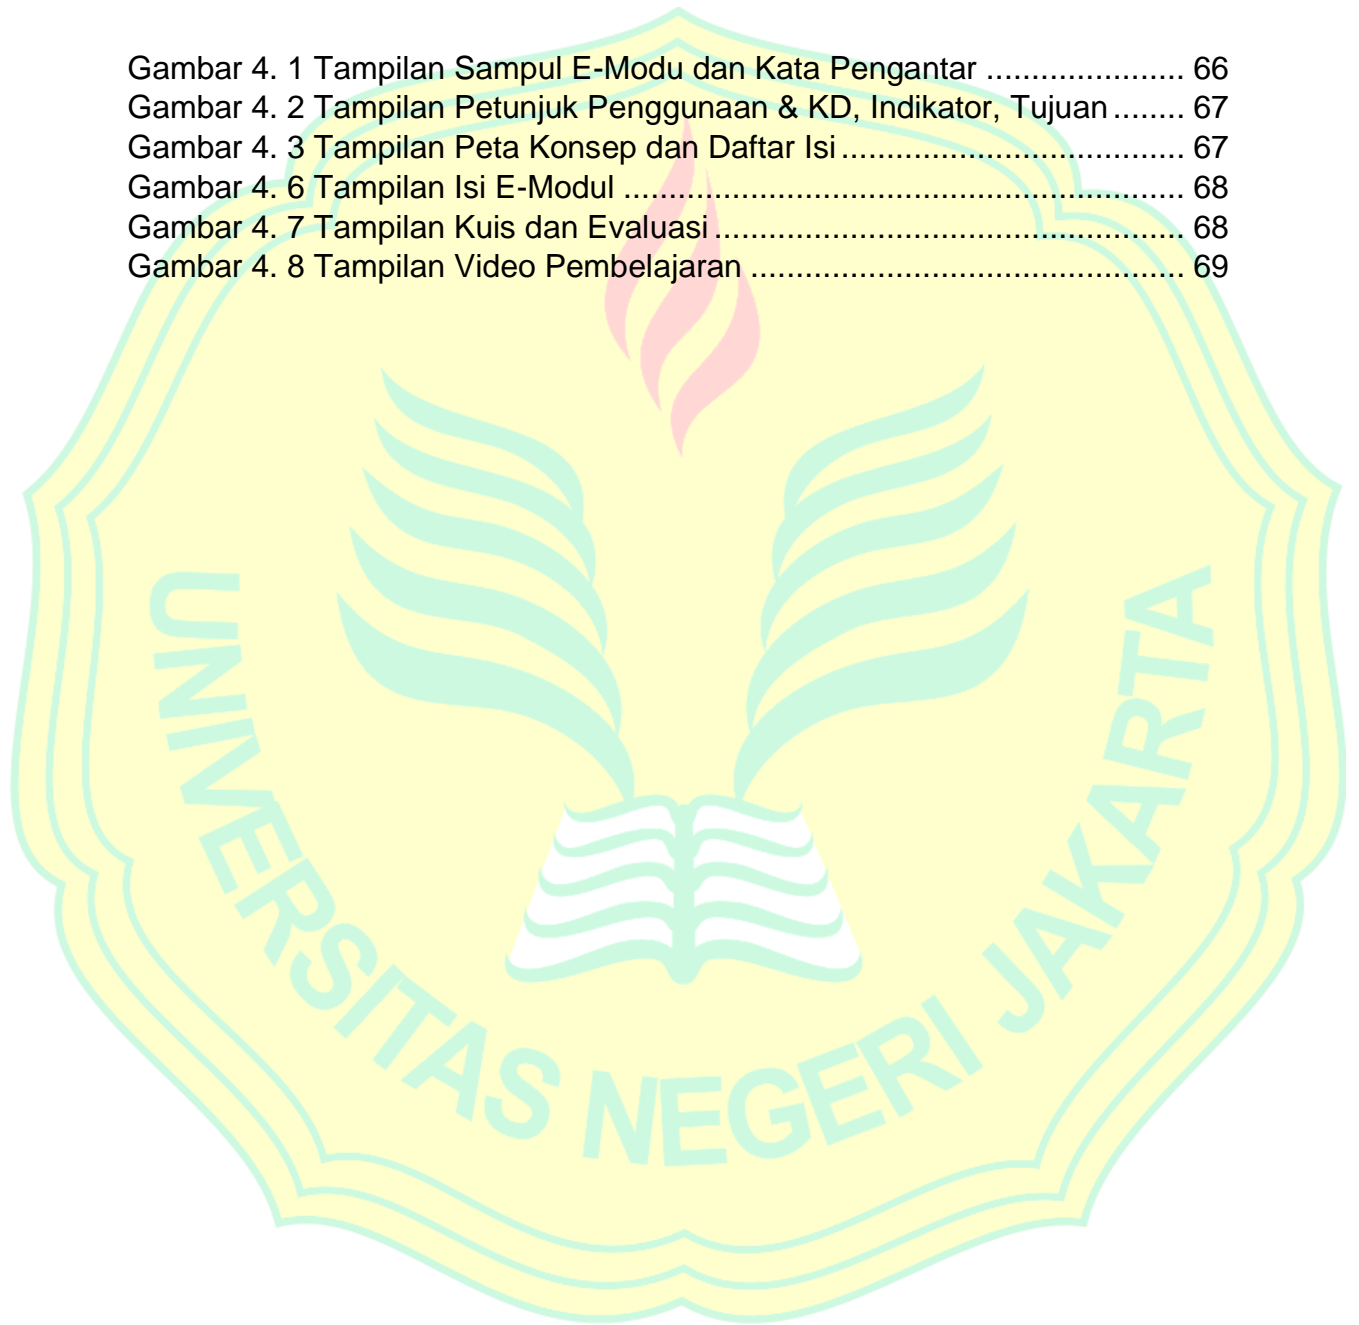 Gambar 4. 1 Tampilan Sampul E-Modu dan Kata Pengantar ...................... 66
Gambar 4. 2 Tampilan Petunjuk Penggunaan & KD, Indikator, Tujuan ........ 67
Gambar 4. 3 Tampilan Peta Konsep dan Daftar Isi ...................................... 67
Gambar 4. 6 Tampilan Isi E-Modul .............................................................. 68
Gambar 4. 7 Tampilan Kuis dan Evaluasi .................................................... 68
Gambar 4. 8 Tampilan Video Pembelajaran ................................................ 69
UNIVERSITAS NEGERI JAKARTA